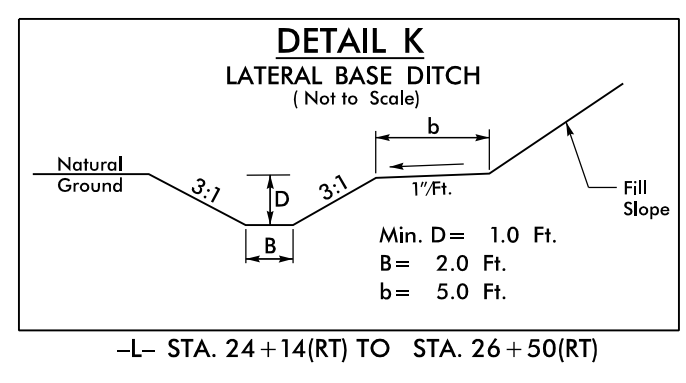 DETAIL K
LATERAL BASE DITCH
( Not to Scale)
b
Natural
Ground
3:1
D
3:1
1"/Ft.
Fill
Slope
B
Min. D= 1.0 Ft.
B= 2.0 Ft.
b= 5.0 Ft.
-L- STA. 24+14(RT) TO STA. 26+50(RT)